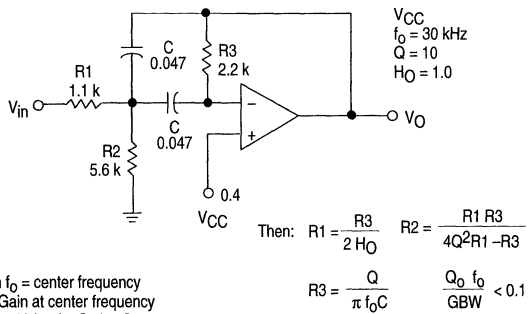 VCC
fO = 30 kHz
Q = 10
HO = 1.0
C
0.047
R3
2.2 k
R1
1.1 k
Vin
C
0.047
R2
5.6 k
–
+
VO
0.4
VCC
Then: R1 = R3 / 2 HO R2 = R1 R3 / 4Q²R1 –R3
R3 = Q / π fOC QO fO / GBW < 0.1
fO = center frequency
Gain at center frequency